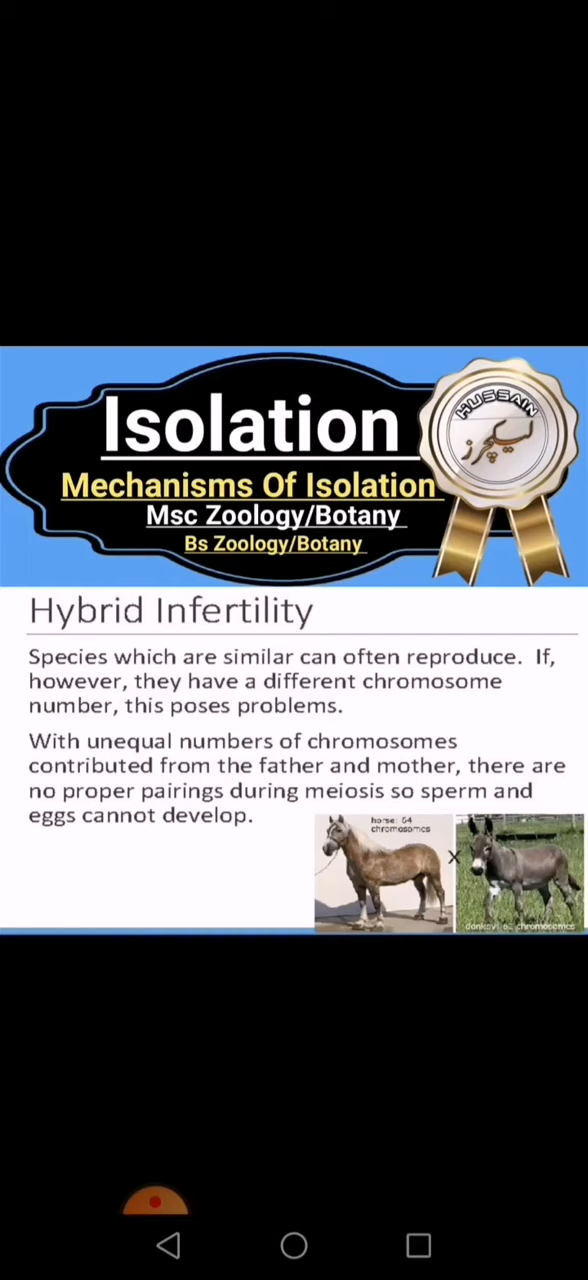 Isolation
Mechanisms Of Isolation
Msc Zoology/Botany
Bs Zoology/Botany
HUSSAIN
لیکچرز
Hybrid Infertility
Species which are similar can often reproduce. If,
however, they have a different chromosome
number, this poses problems.
With unequal numbers of chromosomes
contributed from the father and mother, there are
no proper pairings during meiosis so sperm and
eggs cannot develop.
horse: 64
chromosomes
X
chromosomes